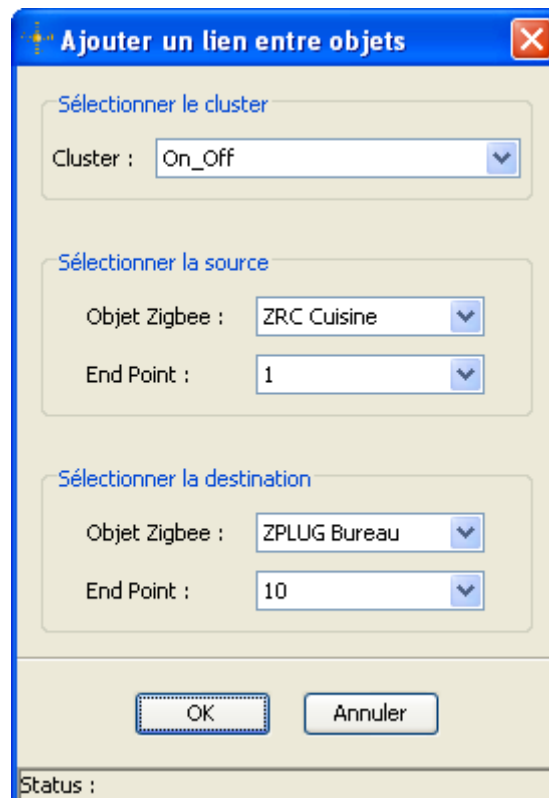 Ajouter un lien entre objets
Sélectionner le cluster
Cluster : On_Off
Sélectionner la source
Objet Zigbee : ZRC Cuisine
End Point : 1
Sélectionner la destination
Objet Zigbee : ZPLUG Bureau
End Point : 10
OK Annuler
Status :